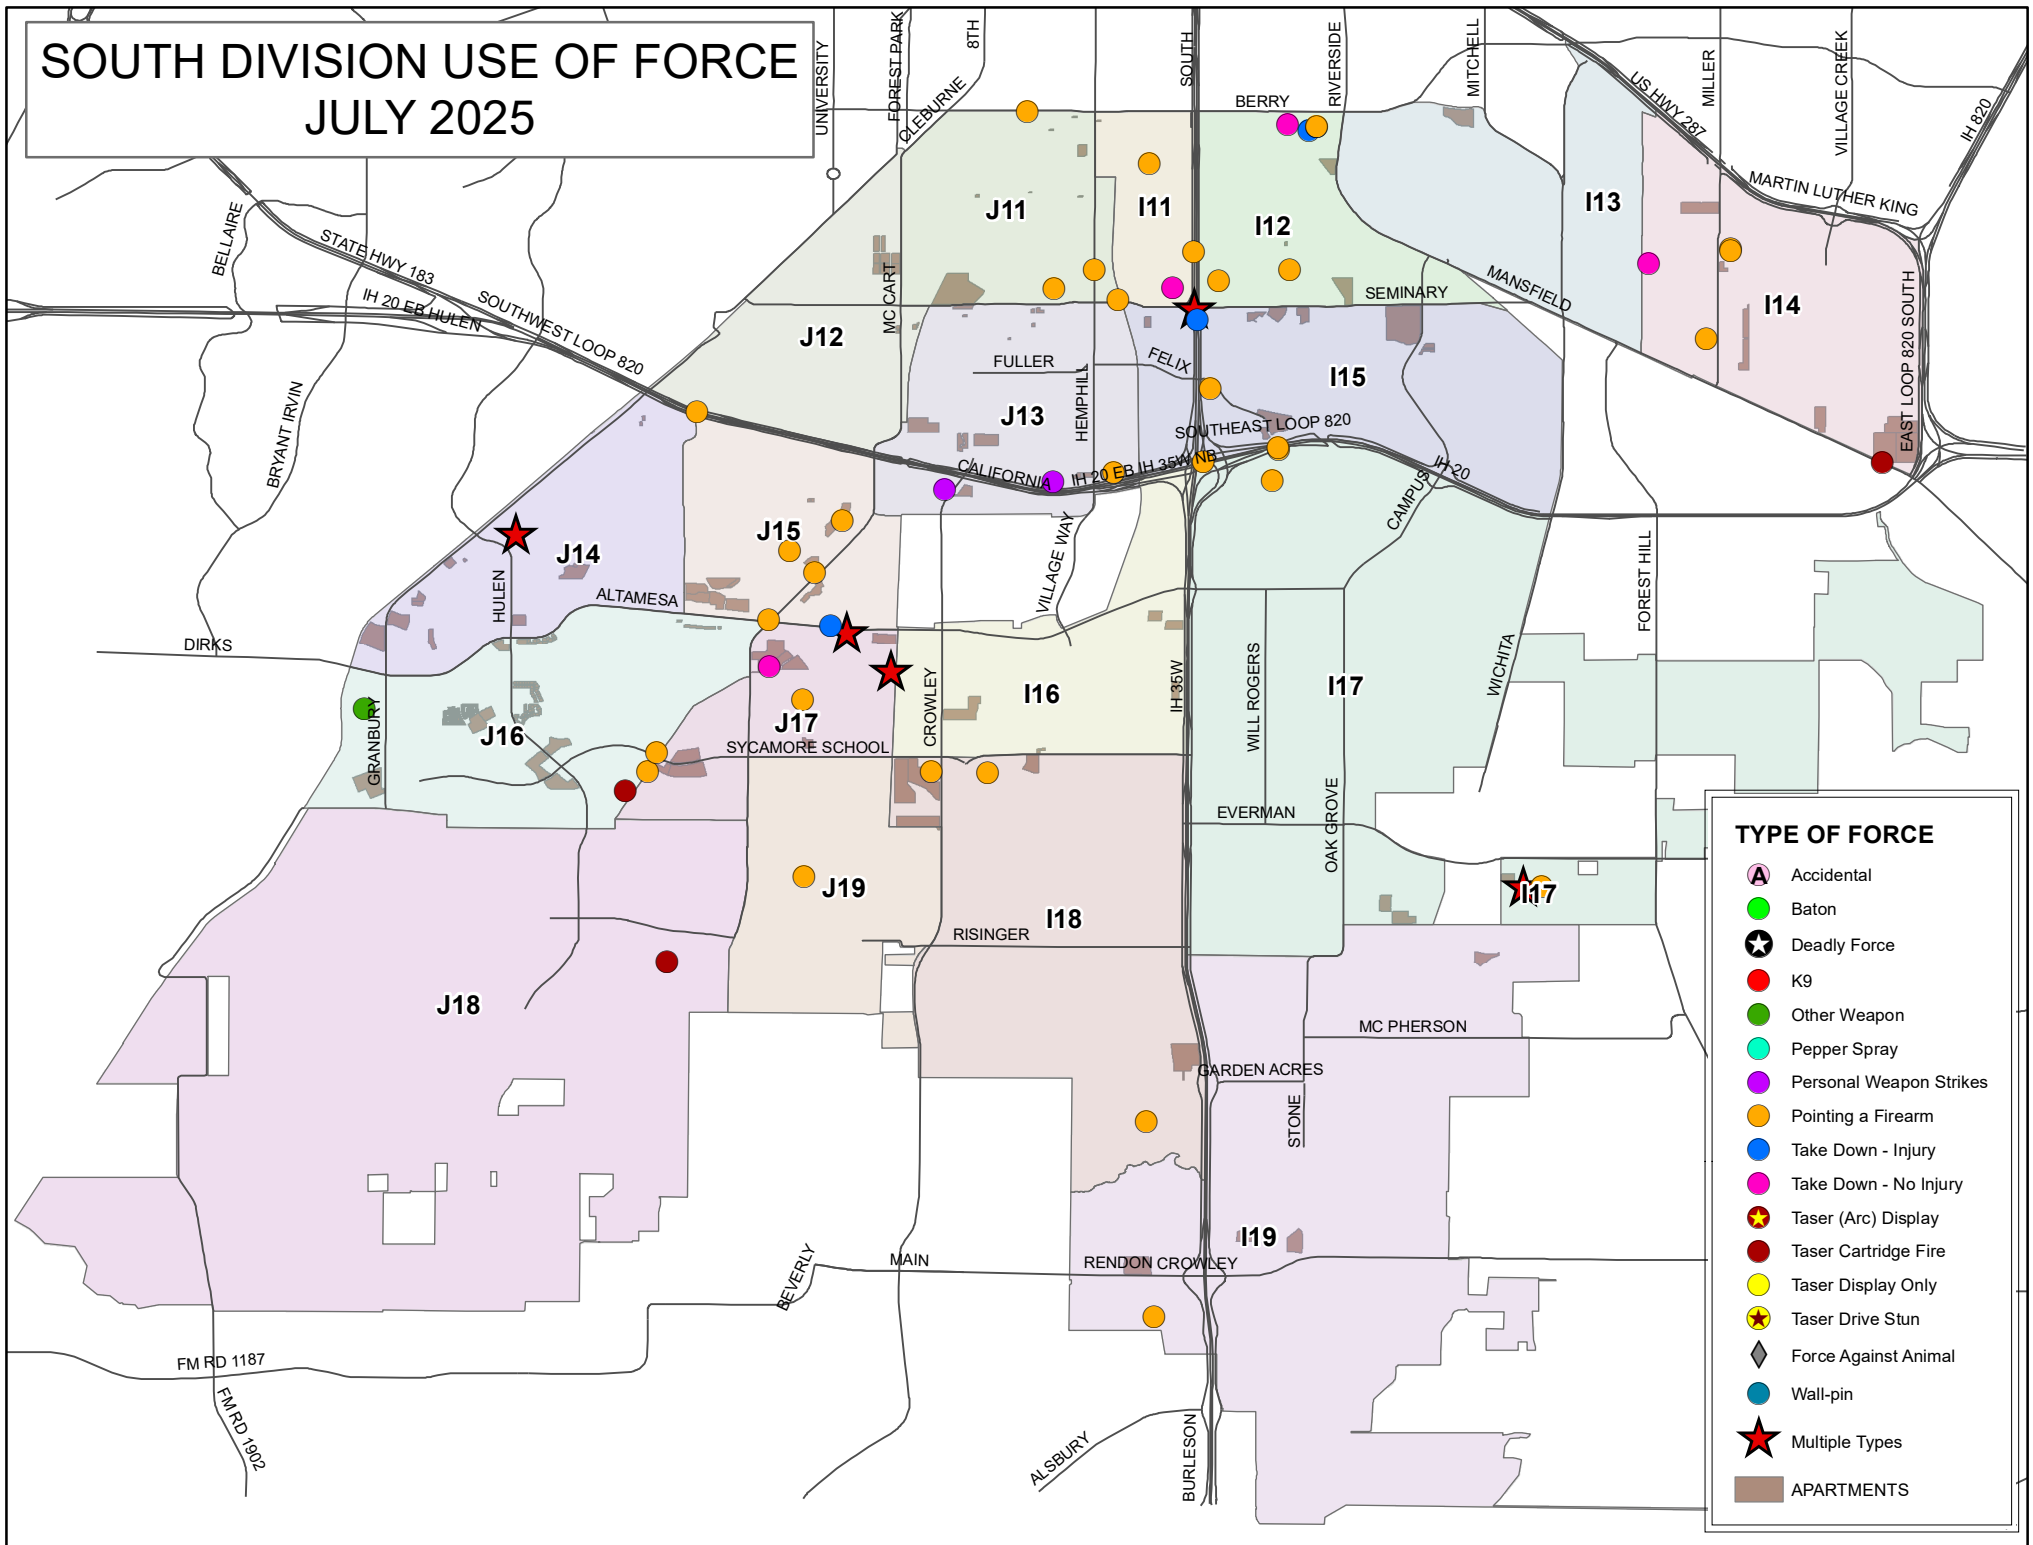 SOUTH DIVISION USE OF FORCE
JULY 2025
UNIVERSITY
FOREST PARK
8TH
CLEBURNE
SOUTH
BERRY
RIVERSIDE
MITCHELL
US HWY 287
MILLER
VILLAGE CREEK
IH 820
MARTIN LUTHER KING
BELLAIRE
STATE HWY 183
IH 20 EB HULEN
SOUTHWEST LOOP 820
MC CART
J11
I11
I12
I13
I14
J12
SEMINARY
MANSFIELD
EAST LOOP 820 SOUTH
FULLER
FELIX
HEMPHILL
J13
I15
BRYANT IRVIN
SOUTHEAST LOOP 820
CALIFORNIA
IH 20 EB IH 35W NB
IH 20
CAMPUS
J14
J15
HULEN
ALTAMESA
VILLAGE WAY
FOREST HILL
DIRKS
WICHITA
GRANBURY
J16
J17
CROWLEY
I16
IH 35W
WILL ROGERS
I17
SYCAMORE SCHOOL
EVERMAN
OAK GROVE
J19
I18
I17
RISINGER
J18
MC PHERSON
GARDEN ACRES
STONE
I19
MAIN
RENDON CROWLEY
BEVERLY
FM RD 1187
FM RD 1902
ALSBURY
BURLESON
TYPE OF FORCE
A Accidental
Baton
Deadly Force
K9
Other Weapon
Pepper Spray
Personal Weapon Strikes
Pointing a Firearm
Take Down - Injury
Take Down - No Injury
Taser (Arc) Display
Taser Cartridge Fire
Taser Display Only
Taser Drive Stun
Force Against Animal
Wall-pin
Multiple Types
APARTMENTS